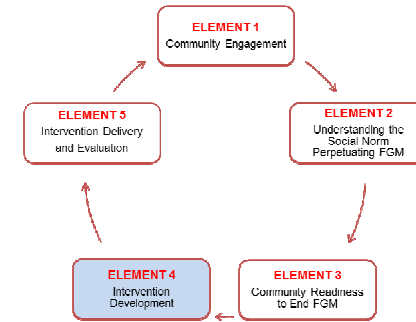 ELEMENT 1
Community Engagement
ELEMENT 2
Understanding the
Social Norm
Perpetuating FGM
ELEMENT 3
Community Readiness
to End FGM
ELEMENT 4
Intervention
Development
ELEMENT 5
Intervention Delivery
and Evaluation